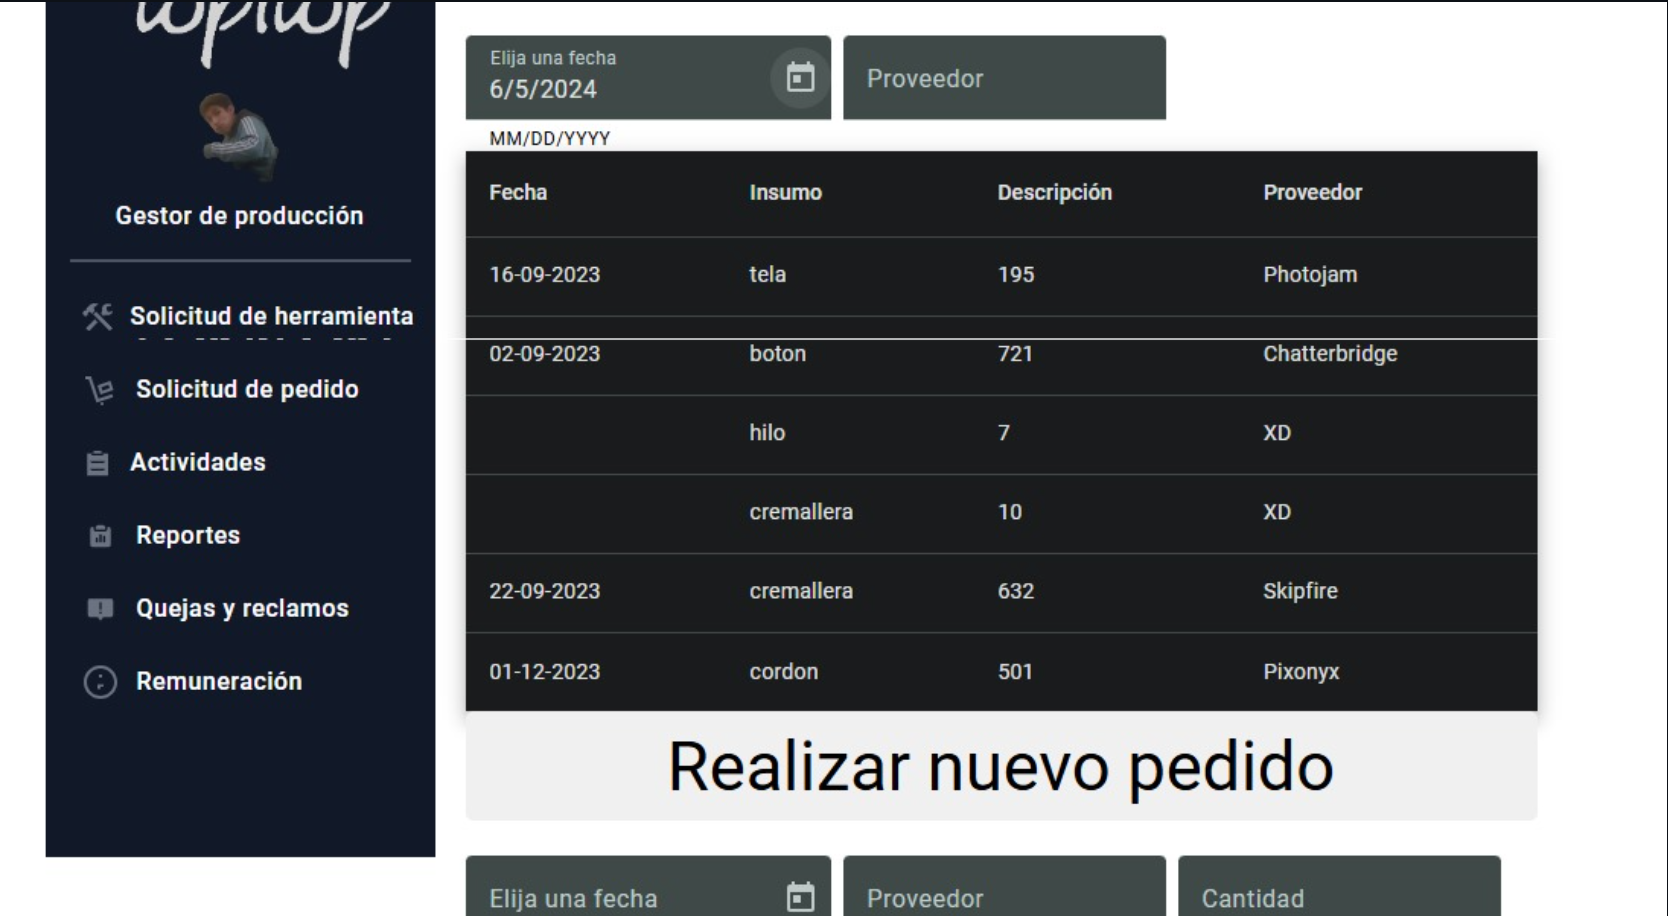 Gestor de producción
Solicitud de herramienta
Solicitud de pedido
Actividades
Reportes
Quejas y reclamos
Remuneración
Elija una fecha
6/5/2024
Proveedor
MM/DD/YYYY
Fecha Insumo Descripción Proveedor
16-09-2023 tela 195 Photojam
02-09-2023 boton 721 Chatterbridge
hilo 7 XD
cremallera 10 XD
22-09-2023 cremallera 632 Skipfire
01-12-2023 cordon 501 Pixonyx
Realizar nuevo pedido
Elija una fecha Proveedor Cantidad